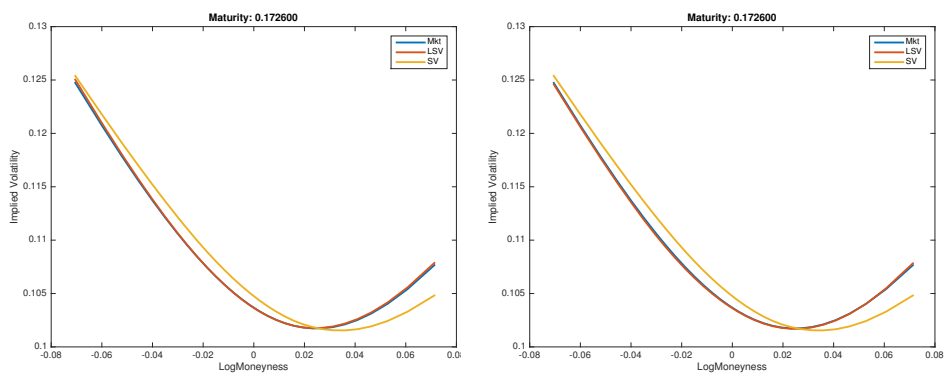 Maturity: 0.172600
0.13
0.125
0.12
0.115
0.11
0.105
0.1
Implied Volatility
Mkt
LSV
SV
-0.08
-0.06
-0.04
-0.02
0
0.02
0.04
0.06
0.08
LogMoneyness
Maturity: 0.172600
0.13
0.125
0.12
0.115
0.11
0.105
0.1
Implied Volatility
Mkt
LSV
SV
-0.08
-0.06
-0.04
-0.02
0
0.02
0.04
0.06
0.08
LogMoneyness